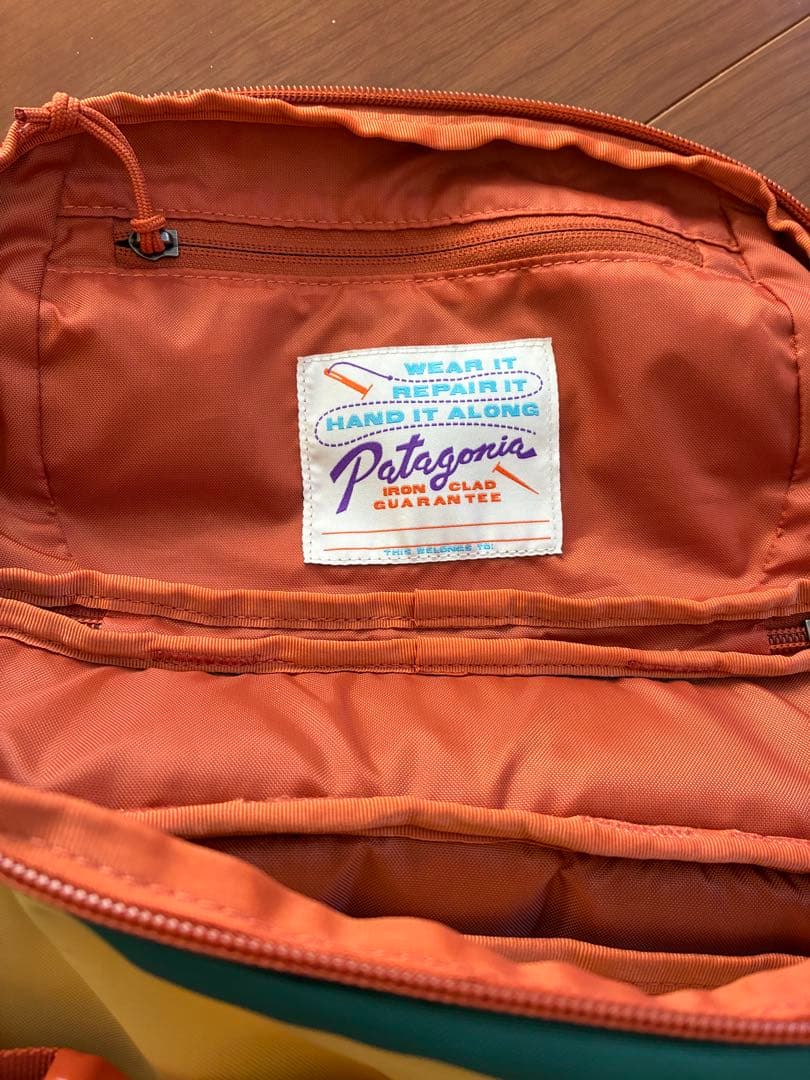 WEAR IT
REPAIR IT
HAND IT ALONG
Patagonia
IRON CLAD
GUARANTEE
THIS BELONGS TO: